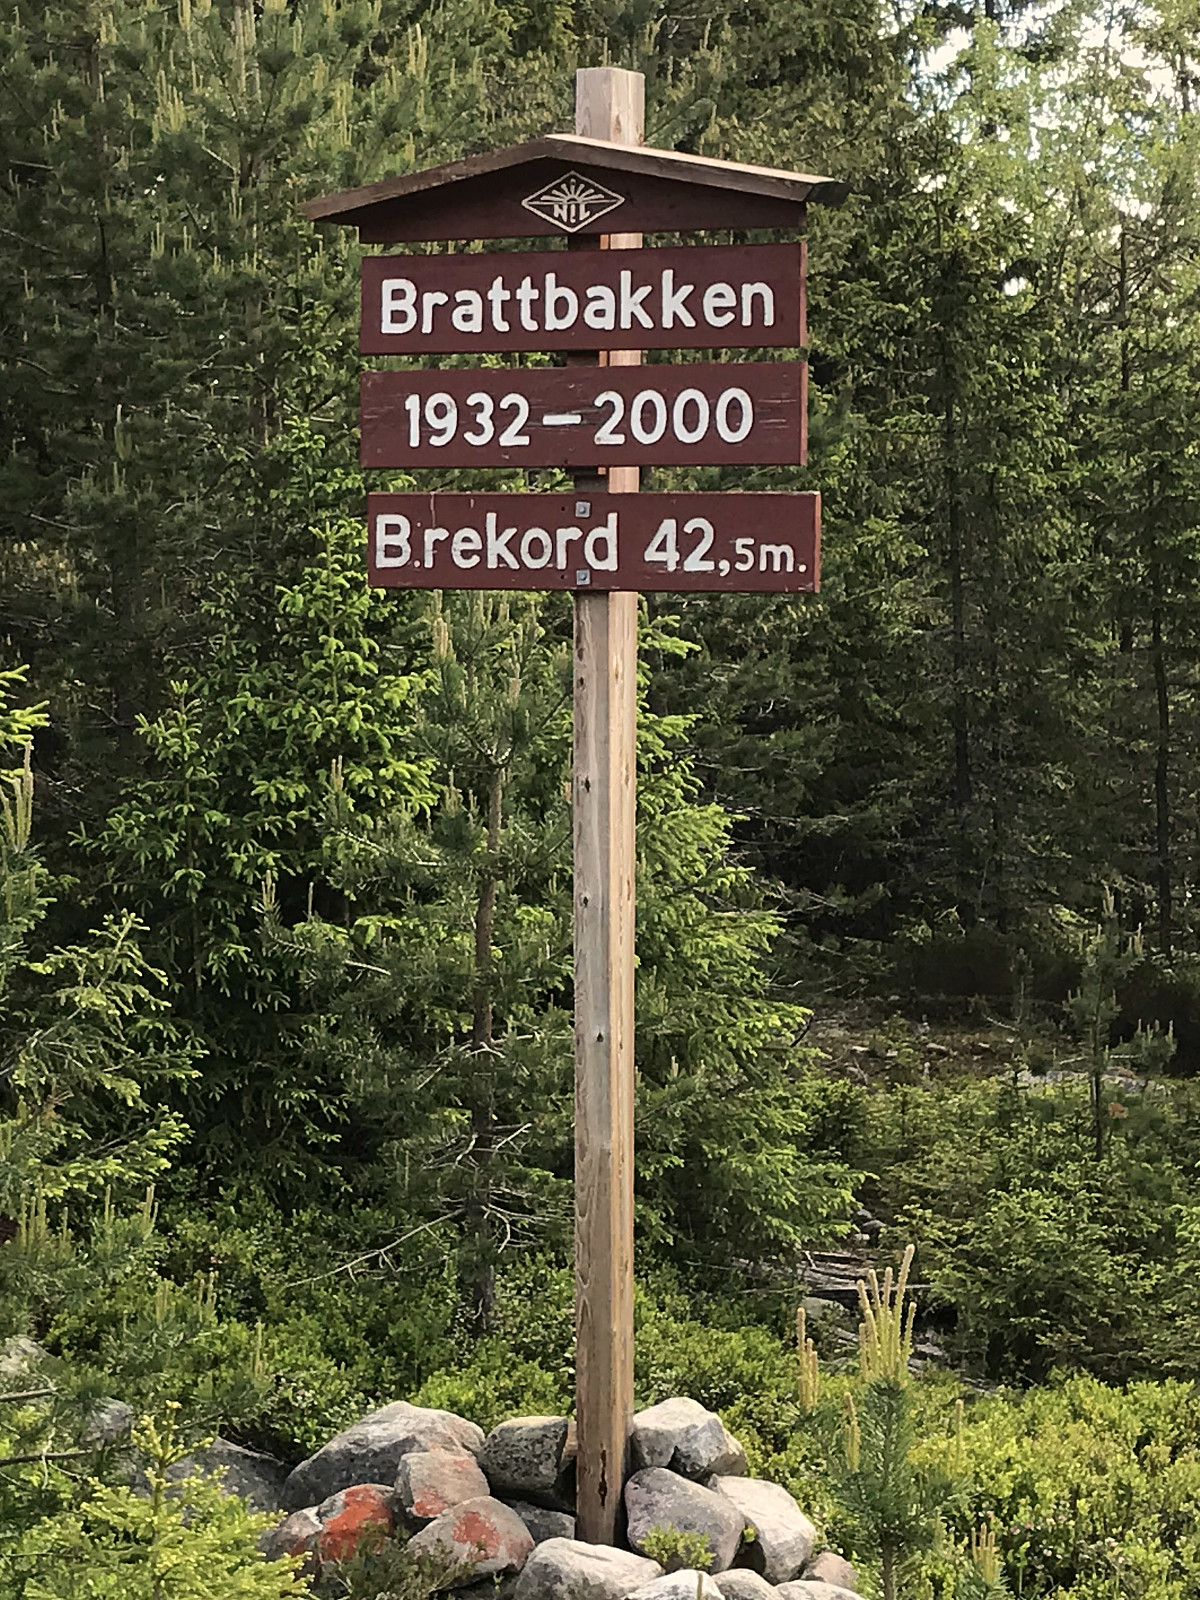 NIL
Brattbakken
1932-2000
B.rekord 42,5m.